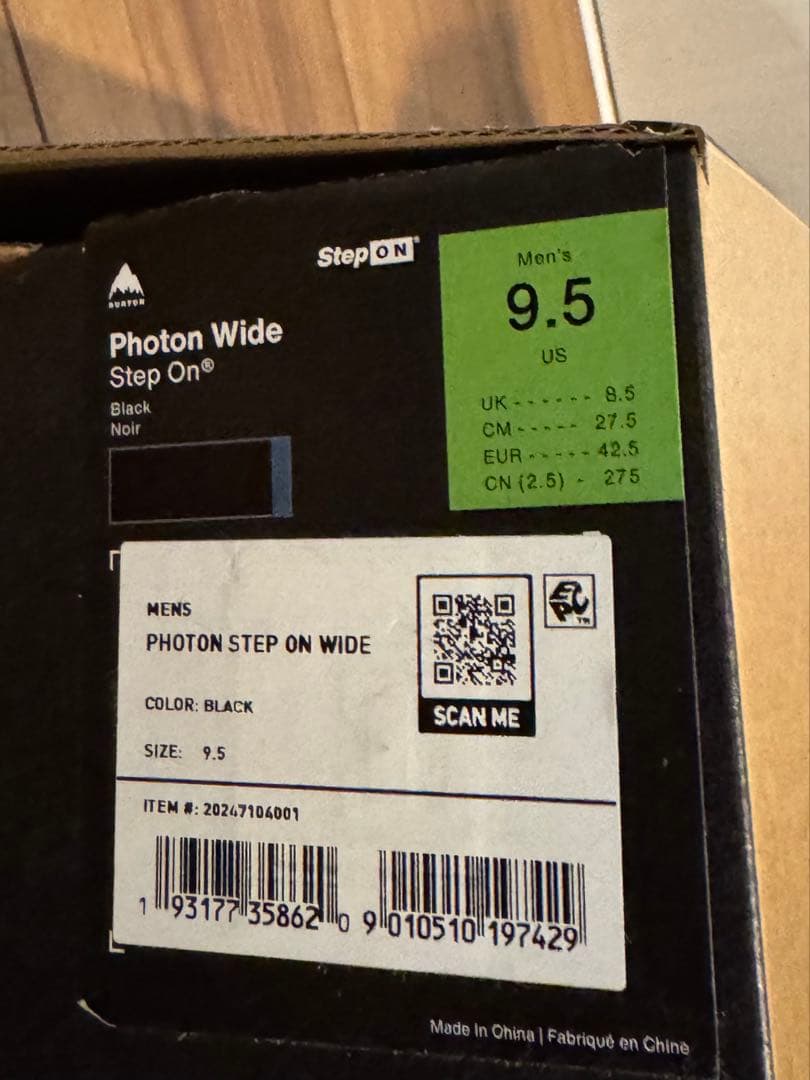 StepON
BURTON
Photon Wide
Step On®
Black
Noir
Men's
9.5
US
UK ------ 8.5
CM ----- 27.5
EUR ----- 42.5
CN (2.5) - 275
MENS
PHOTON STEP ON WIDE
COLOR: BLACK
SIZE: 9.5
SCAN ME
EPC™
ITEM #: 20247104001
1 93177 35862 0
9 010510 197429
Made in China | Fabriqué en Chine